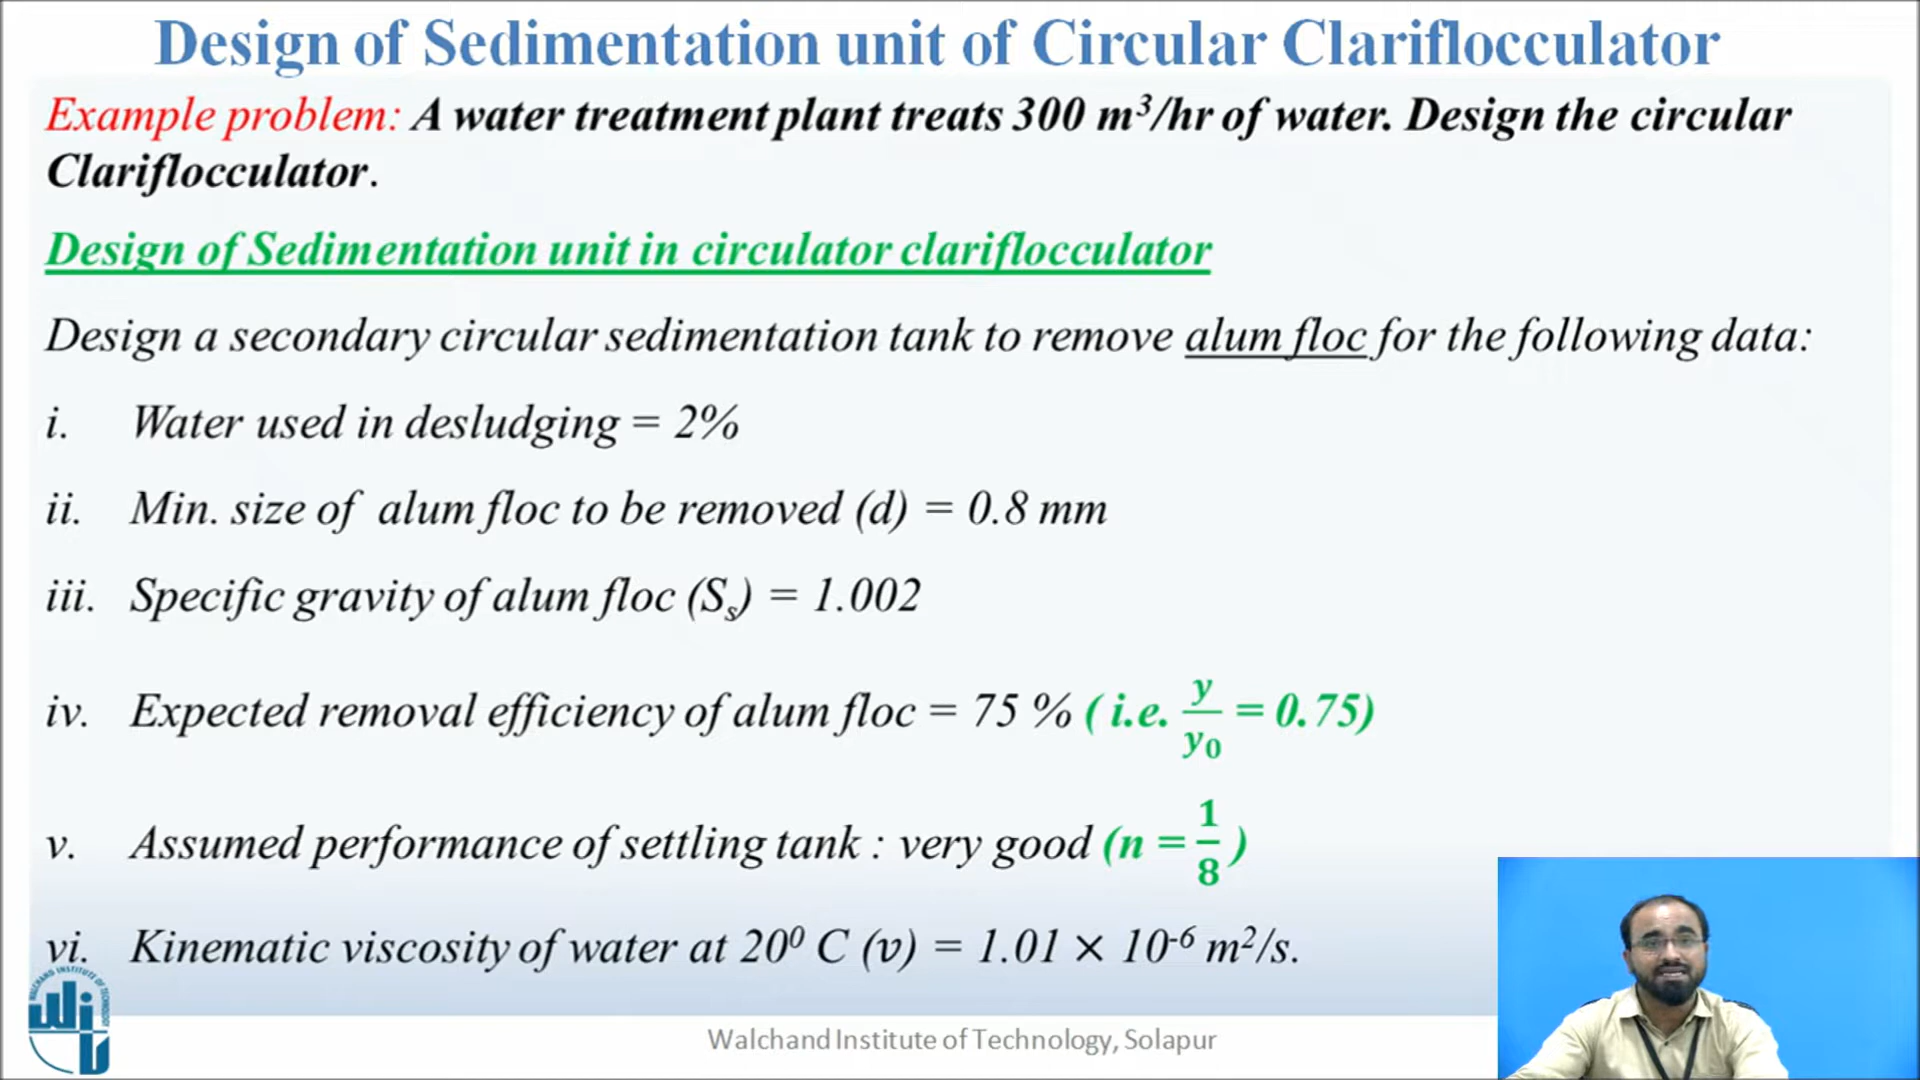 Design of Sedimentation unit of Circular Clariflocculator
Example problem: A water treatment plant treats 300 m³/hr of water. Design the circular
Clariflocculator.
Design of Sedimentation unit in circulator clariflocculator
Design a secondary circular sedimentation tank to remove alum floc for the following data:
i. Water used in desludging = 2%
ii. Min. size of alum floc to be removed (d) = 0.8 mm
iii. Specific gravity of alum floc (Sₛ) = 1.002
iv. Expected removal efficiency of alum floc = 75 % ( i.e. y/y₀ = 0.75)
v. Assumed performance of settling tank : very good (n = 1/8 )
vi. Kinematic viscosity of water at 20⁰ C (ν) = 1.01 × 10⁻⁶ m²/s.
WALCHAND INSTITUTE OF TECHNOLOGY
Walchand Institute of Technology, Solapur